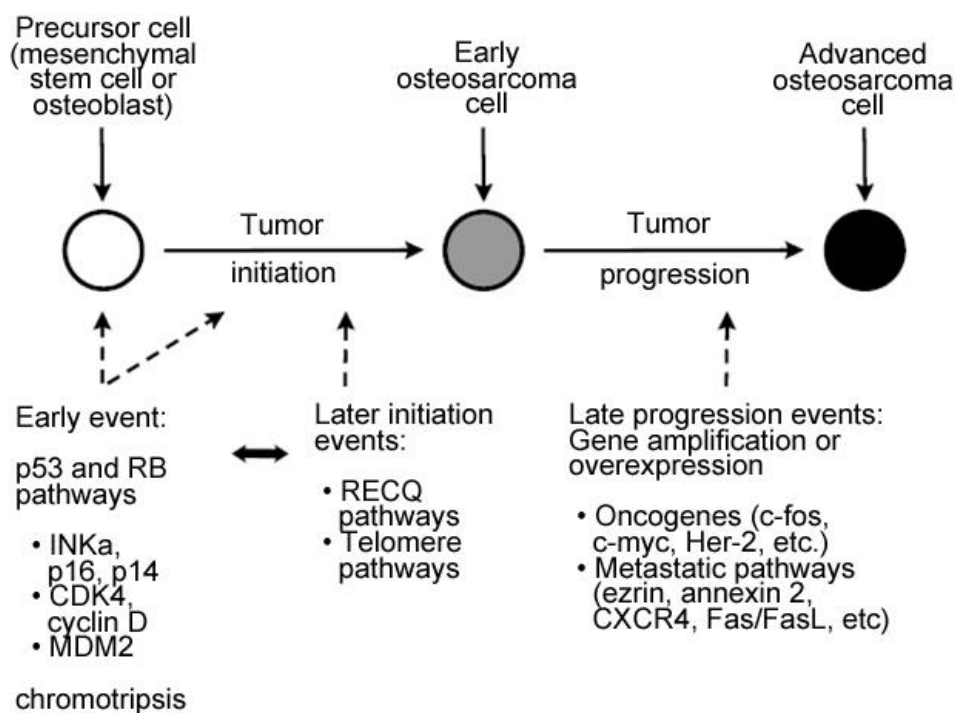 Precursor cell
(mesenchymal
stem cell or
osteoblast)
Early
osteosarcoma
cell
Advanced
osteosarcoma
cell
Tumor
initiation
Tumor
progression
Early event:
p53 and RB
pathways
• INKa,
p16, p14
• CDK4,
cyclin D
• MDM2
chromotripsis
Later initiation
events:
• RECQ
pathways
• Telomere
pathways
Late progression events:
Gene amplification or
overexpression
• Oncogenes (c-fos,
c-myc, Her-2, etc.)
• Metastatic pathways
(ezrin, annexin 2,
CXCR4, Fas/FasL, etc)